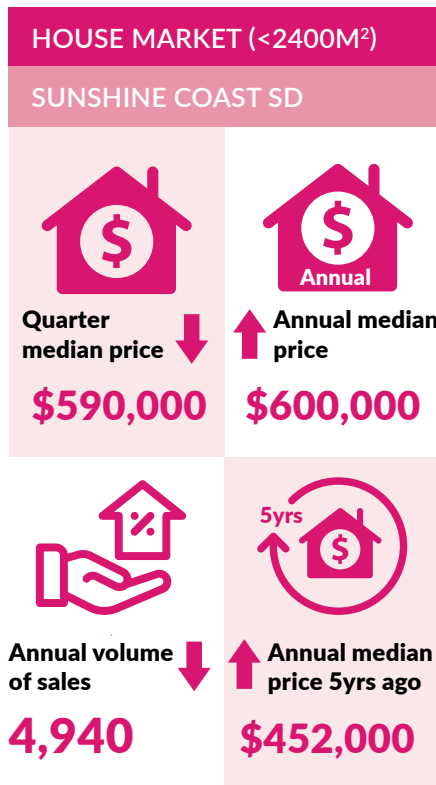 HOUSE MARKET (<2400M²)
SUNSHINE COAST SD
$
Quarter
median price
$590,000
$
Annual
Annual median
price
$600,000
%
Annual volume
of sales
4,940
5yrs
$
Annual median
price 5yrs ago
$452,000